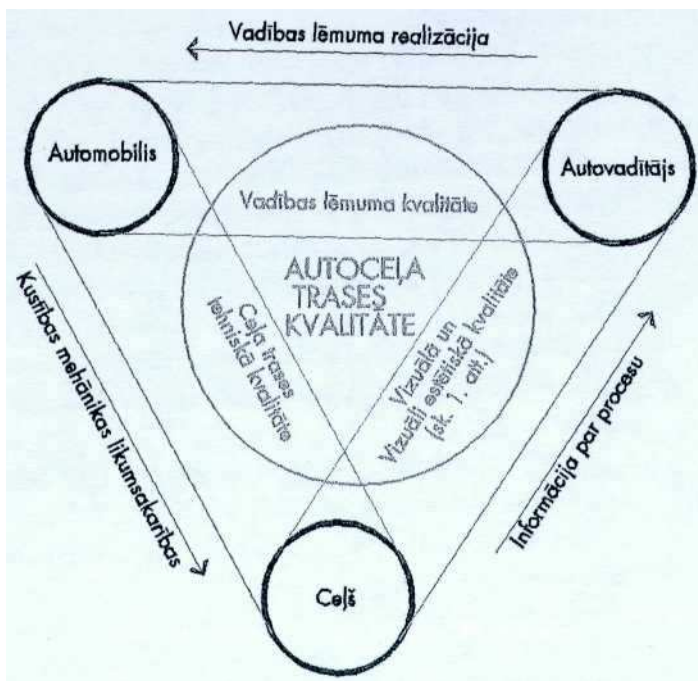 Vadības lēmuma realizācija
Automobilis
Autovadītājs
Vadības lēmuma kvalitāte
AUTOCEĻA
TRASES
KVALITĀTE
Ceļa trases
tehniskā kvalitāte
Vizuālā un
Vizuāli estētiskā kvalitāte
(sk. 1. att.)
Kustības mehānikas likumsakarības
Informācija par procesu
Ceļš